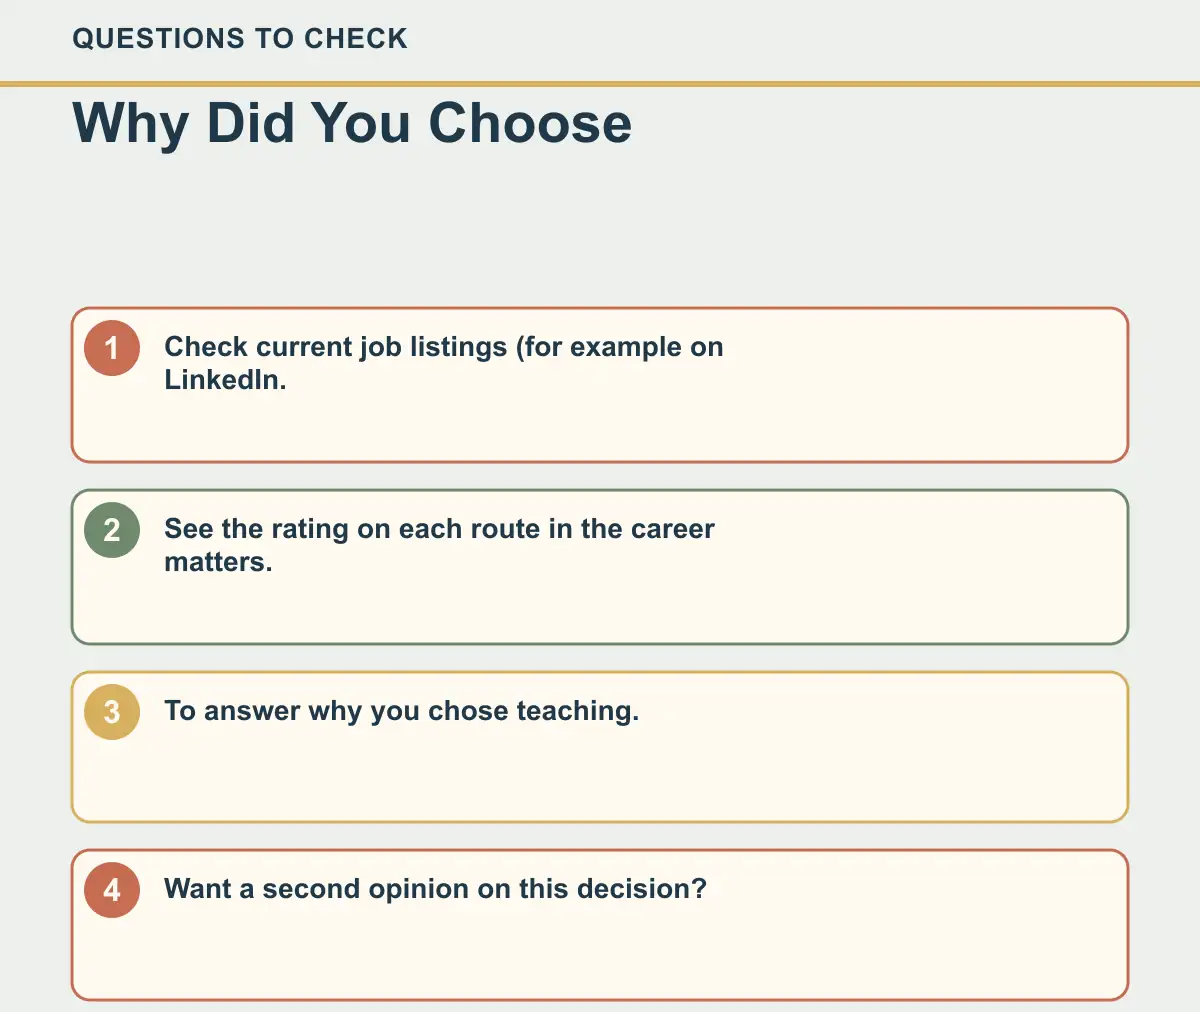 QUESTIONS TO CHECK
Why Did You Choose
1
Check current job listings (for example on
LinkedIn.
2
See the rating on each route in the career
matters.
3
To answer why you chose teaching.
4
Want a second opinion on this decision?